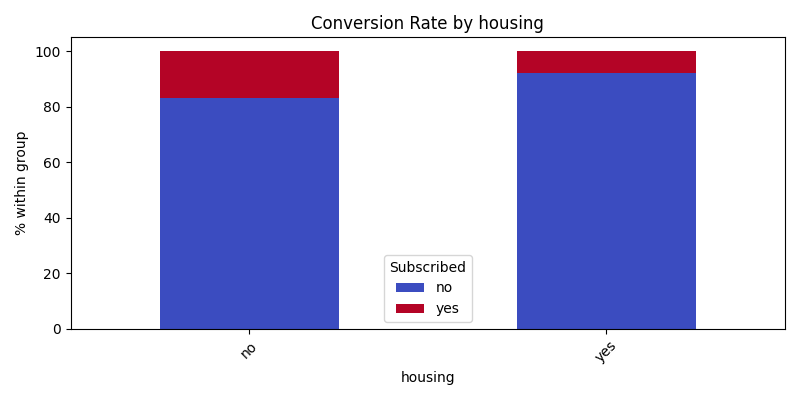 Conversion Rate by housing
% within group
100
80
60
40
20
0
Subscribed
no
yes
no
yes
housing